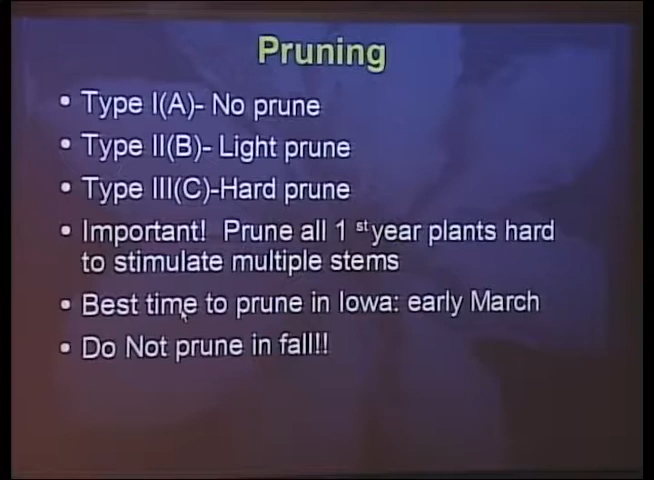 Pruning
• Type I(A)- No prune
• Type II(B)- Light prune
• Type III(C)-Hard prune
• Important! Prune all 1 st year plants hard
to stimulate multiple stems
• Best time to prune in Iowa: early March
• Do Not prune in fall!!